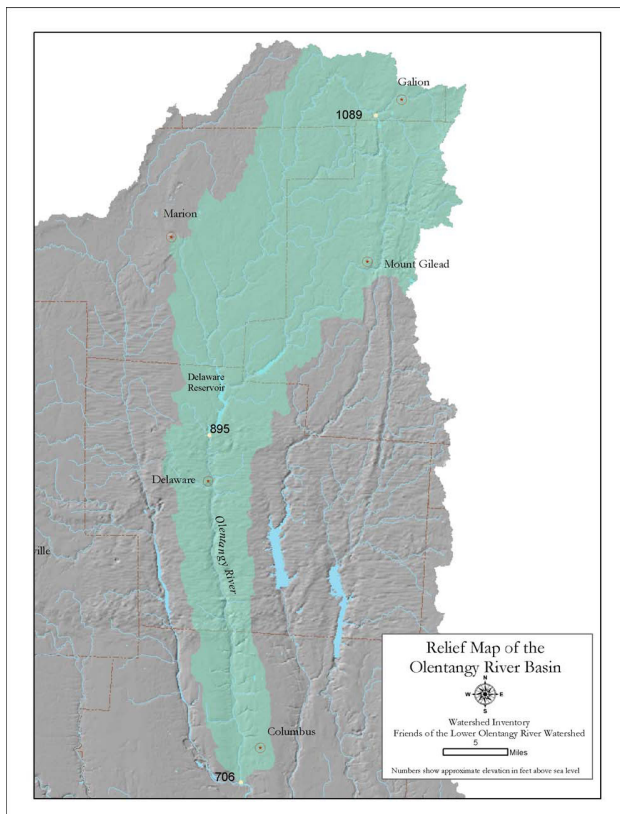 Galion
1089
Marion
Mount Gilead
Delaware
Reservoir
895
Delaware
Olentangy River
ville
Columbus
706
Relief Map of the
Olentangy River Basin
N
W E
S
Watershed Inventory
Friends of the Lower Olentangy River Watershed
5
Miles
Numbers show approximate elevation in feet above sea level